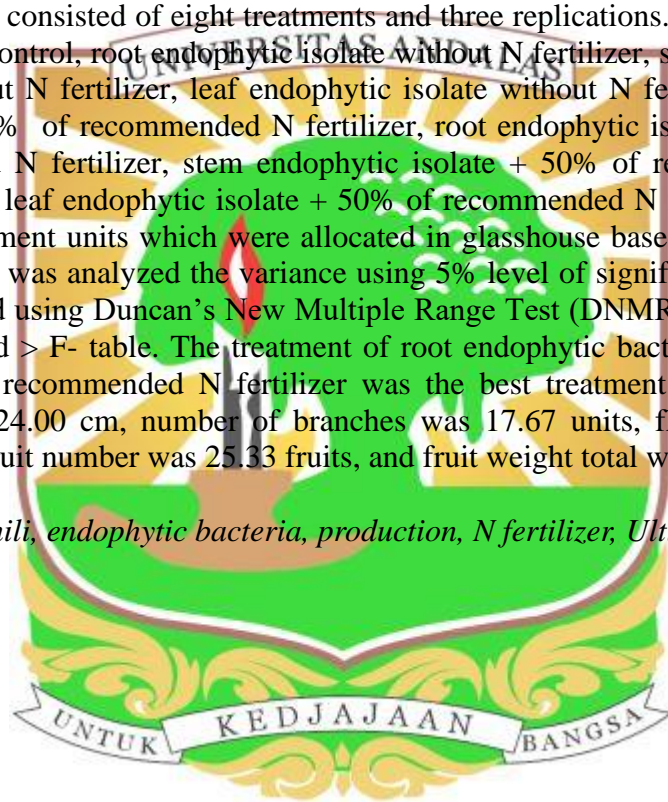 consisted of eight treatments and three replications.
ontrol, root endophytic isolate without N fertilizer, s
UNIVERSITAS ANDALAS
ut N fertilizer, leaf endophytic isolate without N fe
% of recommended N fertilizer, root endophytic is
N fertilizer, stem endophytic isolate + 50% of re
leaf endophytic isolate + 50% of recommended N
ment units which were allocated in glasshouse base
was analyzed the variance using 5% level of signif
d using Duncan's New Multiple Range Test (DNMR
d > F- table. The treatment of root endophytic bact
recommended N fertilizer was the best treatment
24.00 cm, number of branches was 17.67 units, f
ruit number was 25.33 fruits, and fruit weight total w
ili, endophytic bacteria, production, N fertilizer, Ult
UNTUK KEDJAJAAN BANGSA